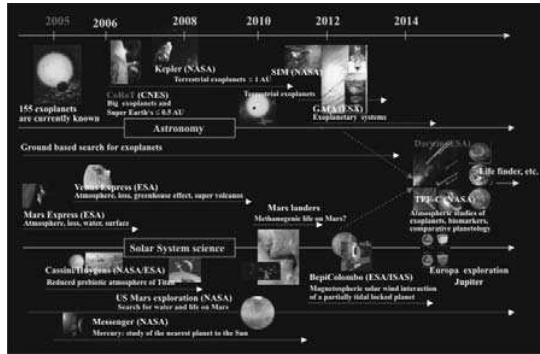 2005 2006 2008 2010 2012 2014
Kepler (NASA)
Terrestrial exoplanets ≤ 1 AU
SIM (NASA)
Terrestrial exoplanets
CoRoT (CNES)
Big exoplanets and
Super Earth's ≤ 0.5 AU
GAIA (ESA)
Exoplanetary systems
155 exoplanets
are currently known
Astronomy
Darwin (ESA)
Ground based search for exoplanets
Life finder, etc.
Venus Express (ESA)
Atmosphere, loss, greenhouse effect, super volcanos
TPF-C (NASA)
Atmospheric studies of
exoplanets, biomarkers,
comparative planetology
Mars landers
Methanogenic life on Mars?
Mars Express (ESA)
Atmosphere, loss, water, surface
Solar System science
Cassini/Huygens (NASA/ESA)
Reduced prebiotic atmosphere of Titan
BepiColombo (ESA/ISAS)
Magnetospheric solar wind interaction
of a partially tidal locked planet
Europa exploration
Jupiter
US Mars exploration (NASA)
Search for water and life on Mars
Messenger (NASA)
Mercury: study of the nearest planet to the Sun